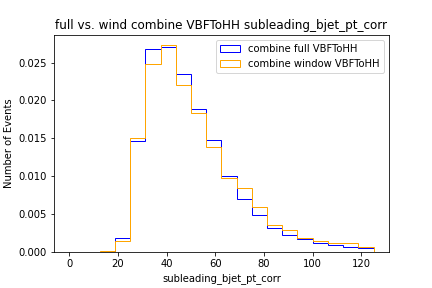 full vs. wind combine VBFToHH subleading_bjet_pt_corr
combine full VBFToHH
combine window VBFToHH
Number of Events
0.025
0.020
0.015
0.010
0.005
0.000
0 20 40 60 80 100 120
subleading_bjet_pt_corr